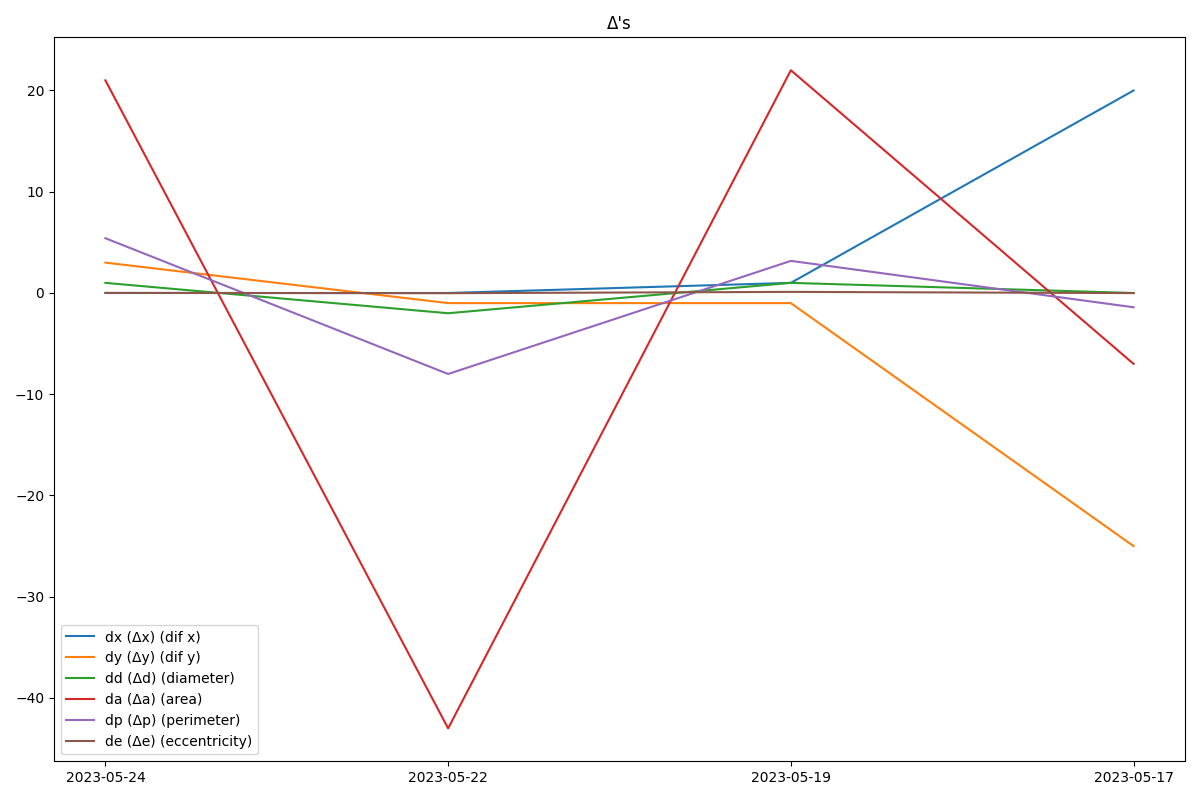 Δ's
20
10
0
−10
−20
−30
−40
dx (Δx) (dif x)
dy (Δy) (dif y)
dd (Δd) (diameter)
da (Δa) (area)
dp (Δp) (perimeter)
de (Δe) (eccentricity)
2023-05-24 2023-05-22 2023-05-19 2023-05-17